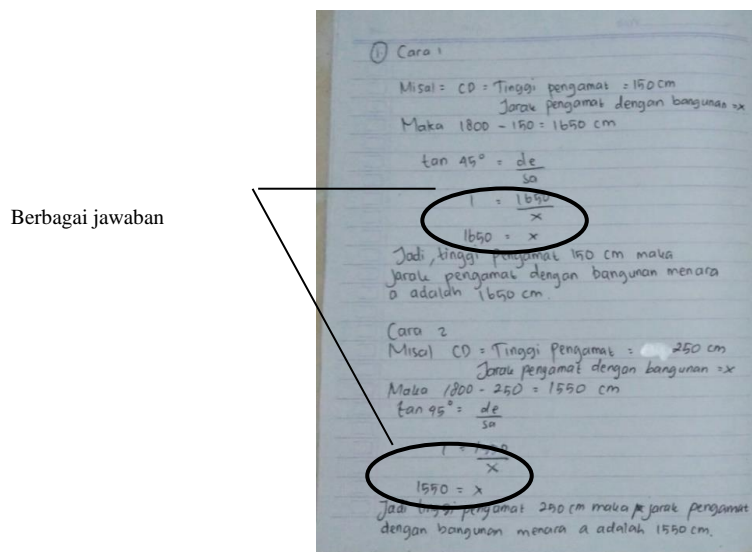 Berbagai jawaban
① Cara 1
Misal = CD = Tinggi pengamat = 150 cm
Jarak pengamat dengan bangunan = x
Maka 1800 - 150 = 1650 cm
tan 45° = de
sa
1 = 1650
x
1650 = x
Jadi, tinggi pengamat 150 cm maka
jarak pengamat dengan bangunan menara
a adalah 1650 cm.
Cara 2
Misal CD = Tinggi Pengamat = 250 cm
Jarak pengamat dengan bangunan = x
Maka 1800 - 250 = 1550 cm
tan 45° = de
sa
1 = 1550
x
1550 = x
Jadi tinggi pengamat 250 cm maka jarak pengamat
dengan bangunan menara a adalah 1550 cm.